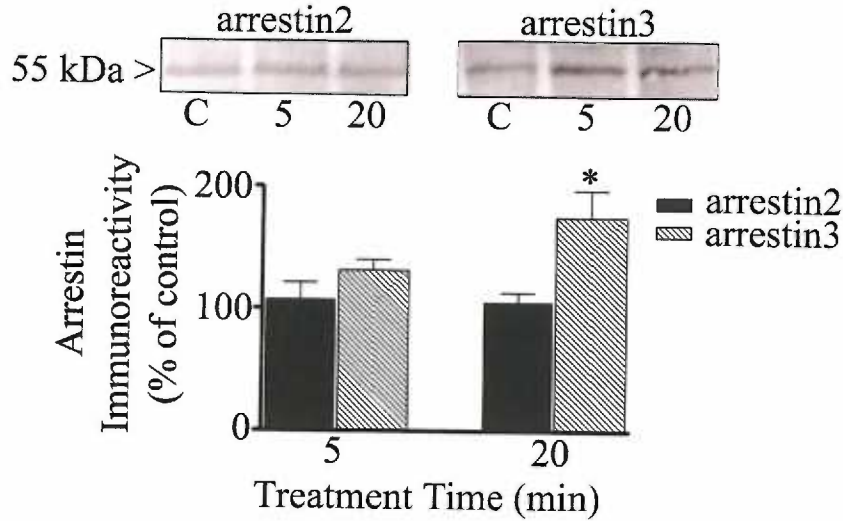 arrestin2 arrestin3
55 kDa >
C 5 20 C 5 20
Arrestin
Immunoreactivity
(% of control)
200
100
0
*
arrestin2
arrestin3
5 20
Treatment Time (min)